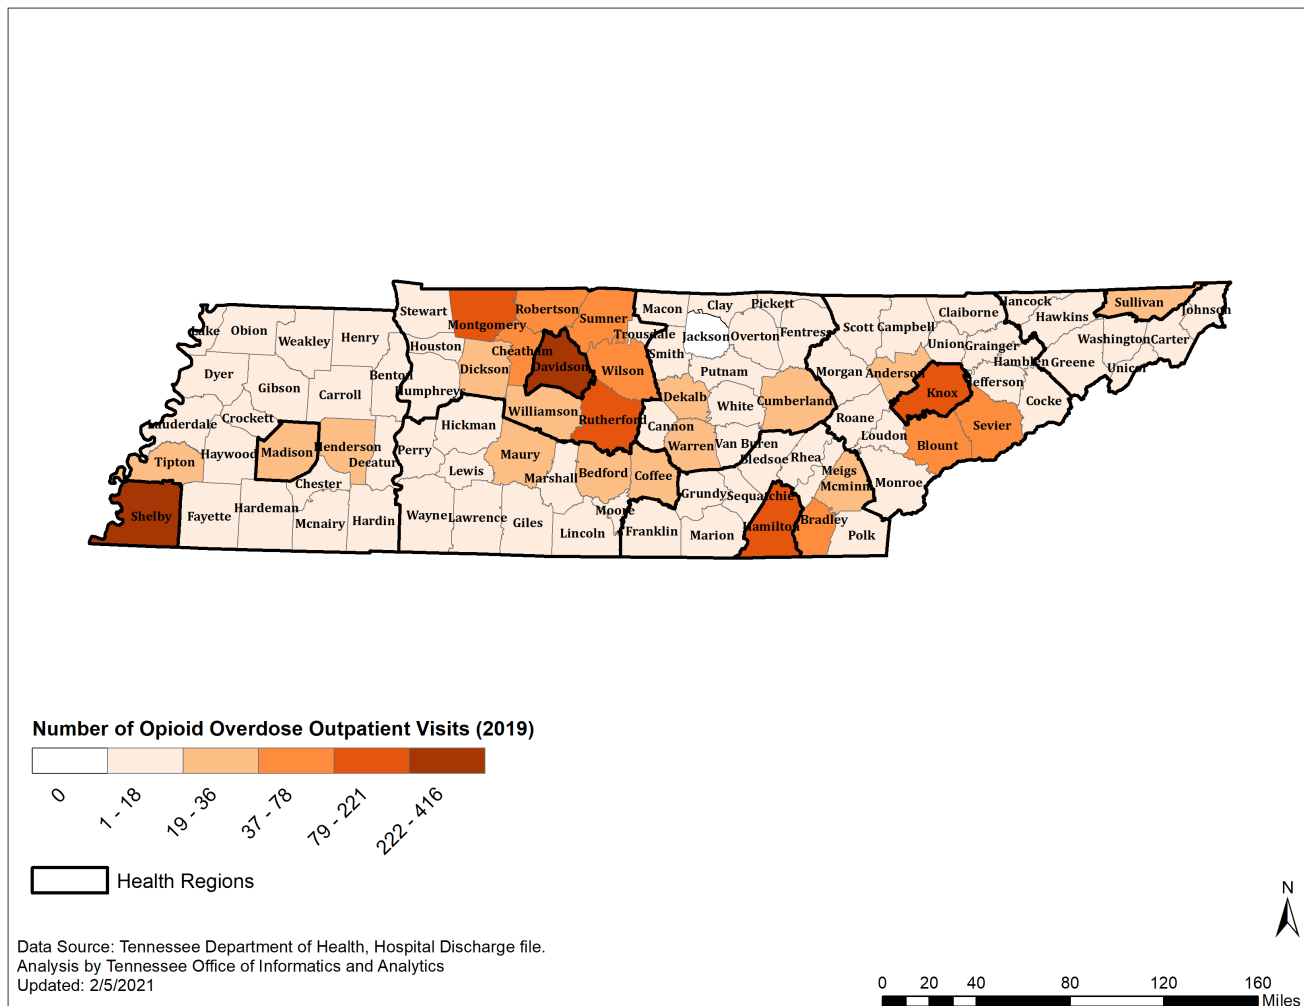 Stewart
Montgomery
Robertson
Sumner
Macon
Clay
Pickett
Hancock
Sullivan
Johnson
Lake
Obion
Weakley
Henry
Houston
Cheatham
Davidson
Trousdale
Jackson
Overton
Fentress
Scott
Campbell
Claiborne
Hawkins
Union
Grainger
Hamblen
Greene
Washington
Carter
Unicoi
Dyer
Gibson
Carroll
Benton
Humphreys
Dickson
Wilson
Smith
Putnam
Morgan
Anderson
Knox
Jefferson
Cocke
Lauderdale
Crockett
Hickman
Williamson
Rutherford
Dekalb
Cannon
White
Cumberland
Roane
Loudon
Blount
Sevier
Tipton
Haywood
Madison
Henderson
Decatur
Perry
Lewis
Maury
Marshall
Bedford
Coffee
Warren
Van Buren
Bledsoe
Rhea
Meigs
Mcminn
Monroe
Shelby
Fayette
Hardeman
Chester
Mcnairy
Hardin
Wayne
Lawrence
Giles
Lincoln
Moore
Franklin
Grundy
Sequatchie
Marion
Hamilton
Bradley
Polk
Number of Opioid Overdose Outpatient Visits (2019)
0
1 - 18
19 - 36
37 - 78
79 - 221
222 - 416
Health Regions
N
Data Source: Tennessee Department of Health, Hospital Discharge file.
Analysis by Tennessee Office of Informatics and Analytics
Updated: 2/5/2021
0 20 40 80 120 160
Miles